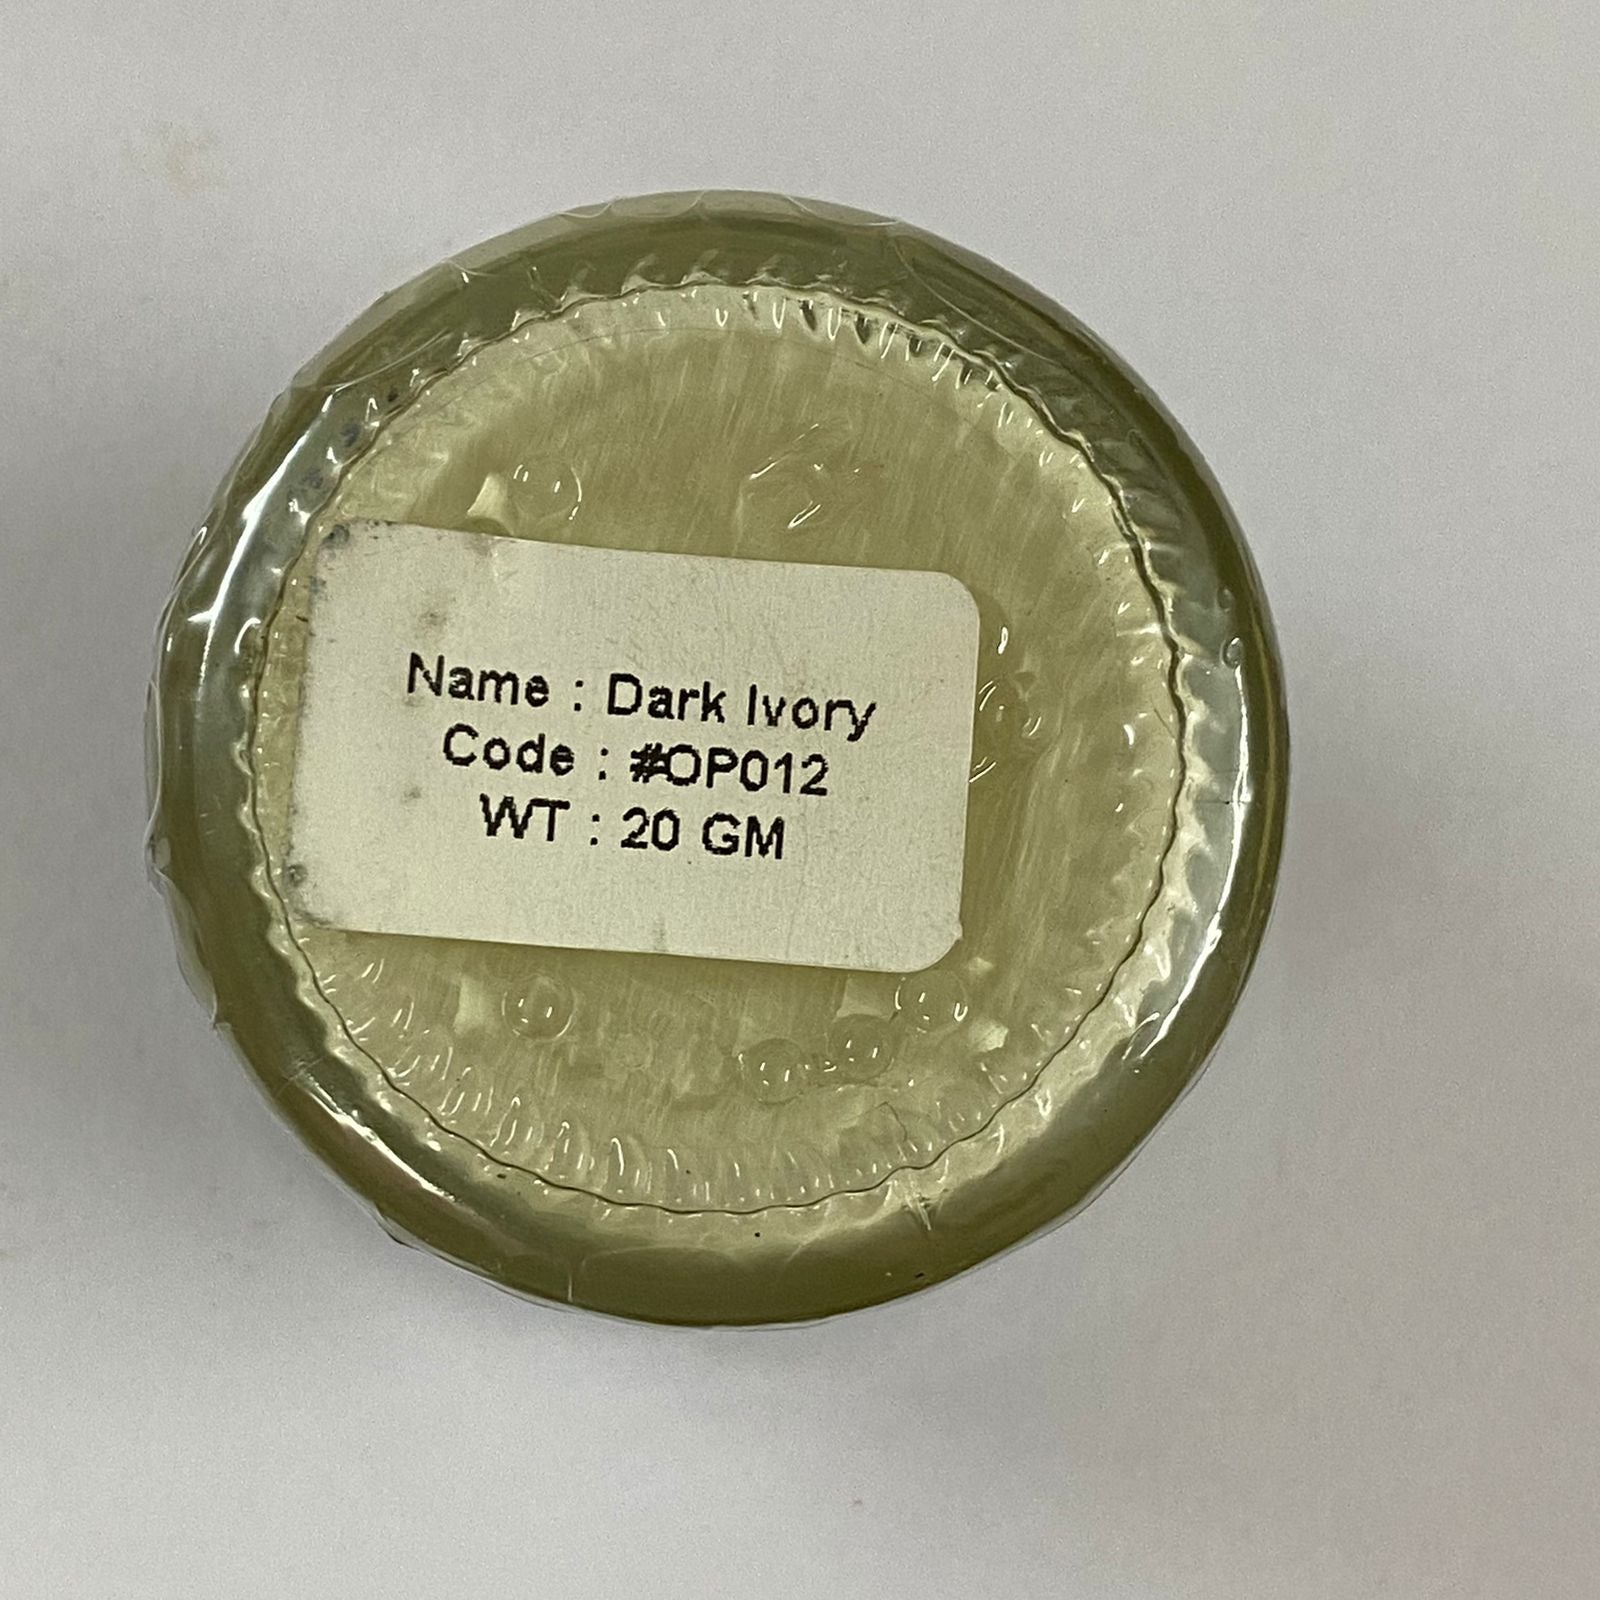 Name : Dark Ivory
Code : #OP012
WT : 20 GM